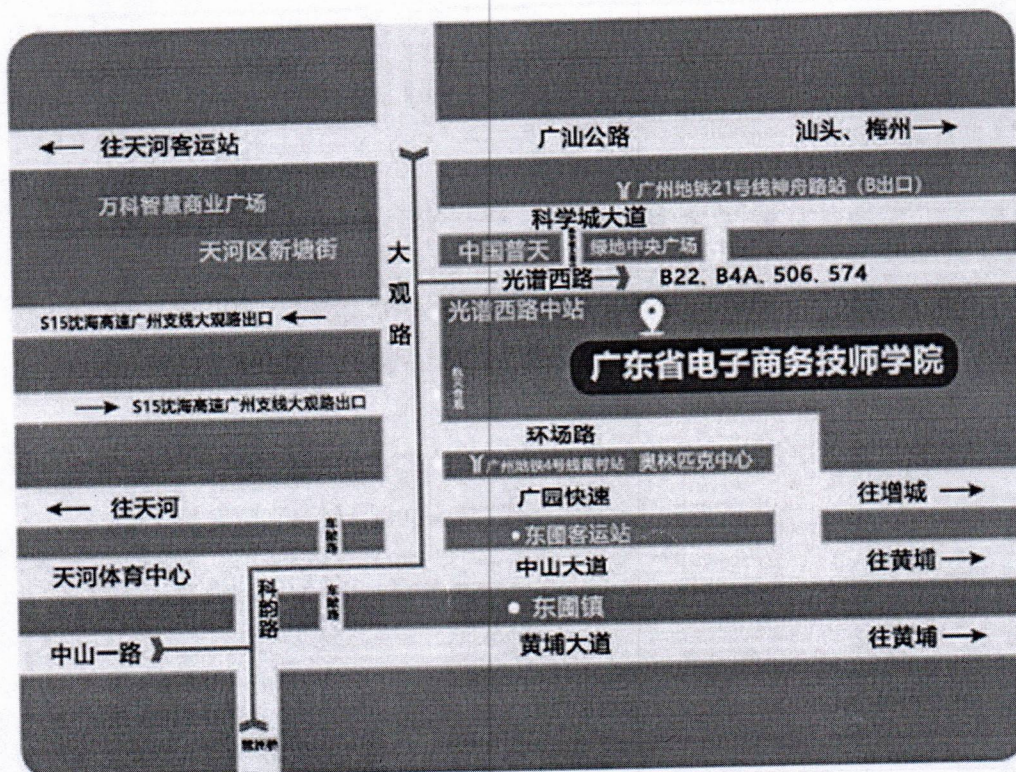 往天河客运站
广汕公路
汕头、梅州
万科智慧商业广场
广州地铁21号线神舟路站（B出口）
科学城大道
天河区新塘街
中国普天
绿地中央广场
大观路
光谱西路
B22、B4A、506、574
S15沈海高速广州支线大观路出口
光谱西路中站
广东省电子商务技师学院
S15沈海高速广州支线大观路出口
环场路
广州地铁4号线黄村站
奥林匹克中心
往天河
广园快速
往增城
车陂路
东圃客运站
天河体育中心
中山大道
往黄埔
科韵路
车陂路
东圃镇
中山一路
黄埔大道
往黄埔